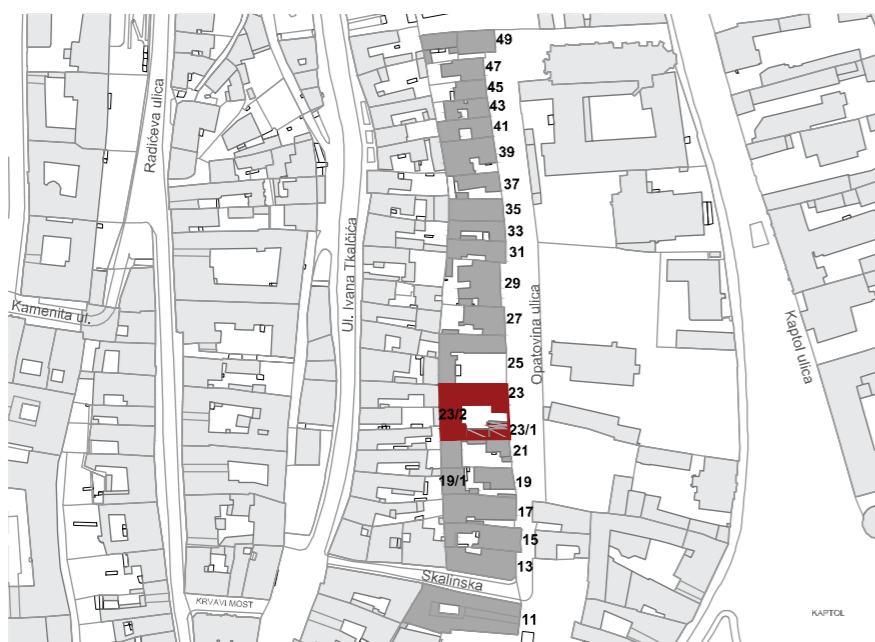 49
47
45
43
41
39
37
35
33
31
29
27
25
23
23/2
23/1
21
19/1
19
17
15
13
11
Radićeva ulica
Ul. Ivana Tkalčića
Opatovina ulica
Kaptol ulica
Kamenita ul.
Skalinska
KRVAVI MOST
KAPTOL